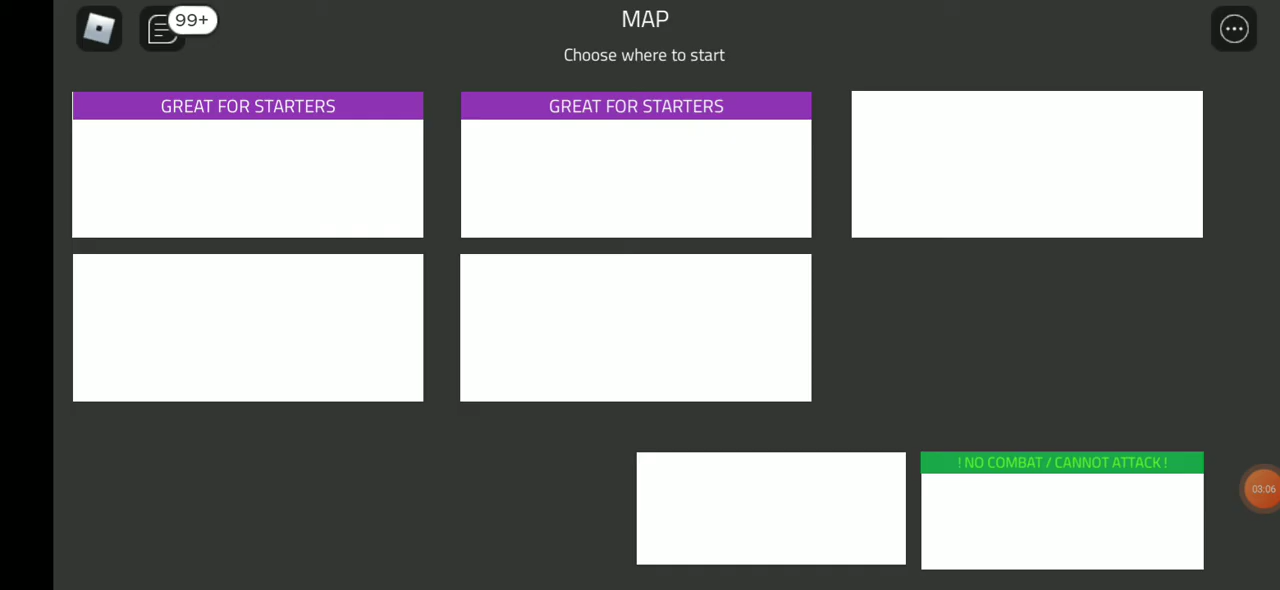 99+
MAP
Choose where to start
GREAT FOR STARTERS
GREAT FOR STARTERS
! NO COMBAT / CANNOT ATTACK !
03:06